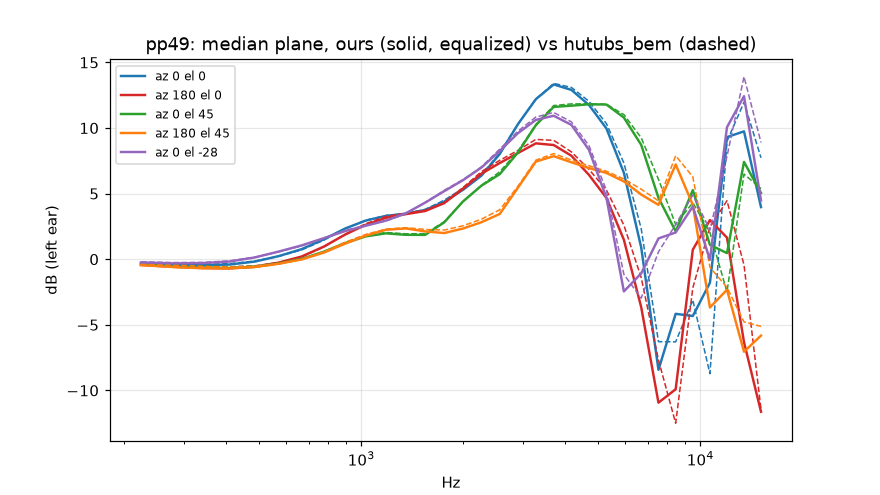 pp49: median plane, ours (solid, equalized) vs hutubs_bem (dashed)
15
10
5
0
−5
−10
dB (left ear)
az 0 el 0
az 180 el 0
az 0 el 45
az 180 el 45
az 0 el -28
10³
10⁴
Hz